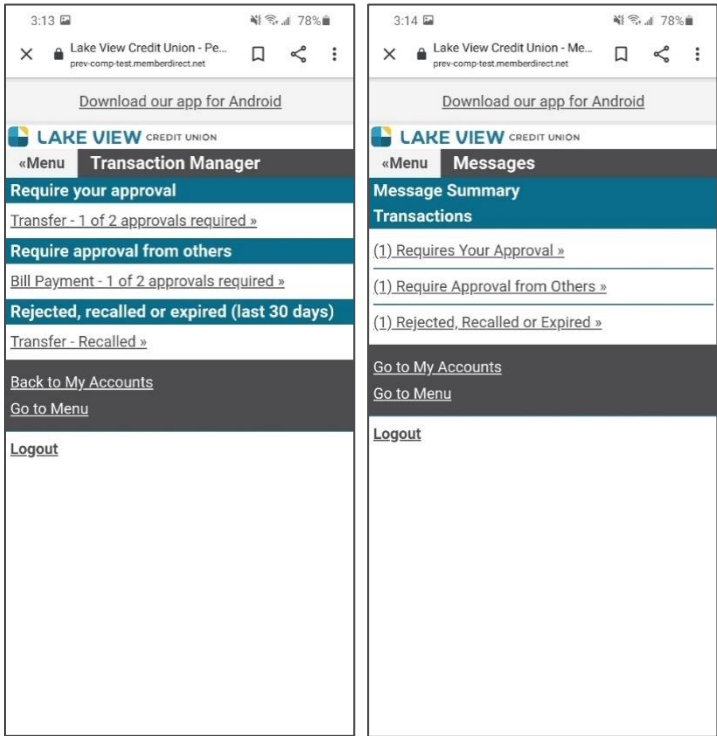 3:13
78%
Lake View Credit Union - Pe...
prev-comp-test.memberdirect.net
Download our app for Android
LAKE VIEW CREDIT UNION
«Menu Transaction Manager
Require your approval
Transfer - 1 of 2 approvals required »
Require approval from others
Bill Payment - 1 of 2 approvals required »
Rejected, recalled or expired (last 30 days)
Transfer - Recalled »
Back to My Accounts
Go to Menu
Logout
3:14
78%
Lake View Credit Union - Me...
prev-comp-test.memberdirect.net
Download our app for Android
LAKE VIEW CREDIT UNION
«Menu Messages
Message Summary
Transactions
(1) Requires Your Approval »
(1) Require Approval from Others »
(1) Rejected, Recalled or Expired »
Go to My Accounts
Go to Menu
Logout